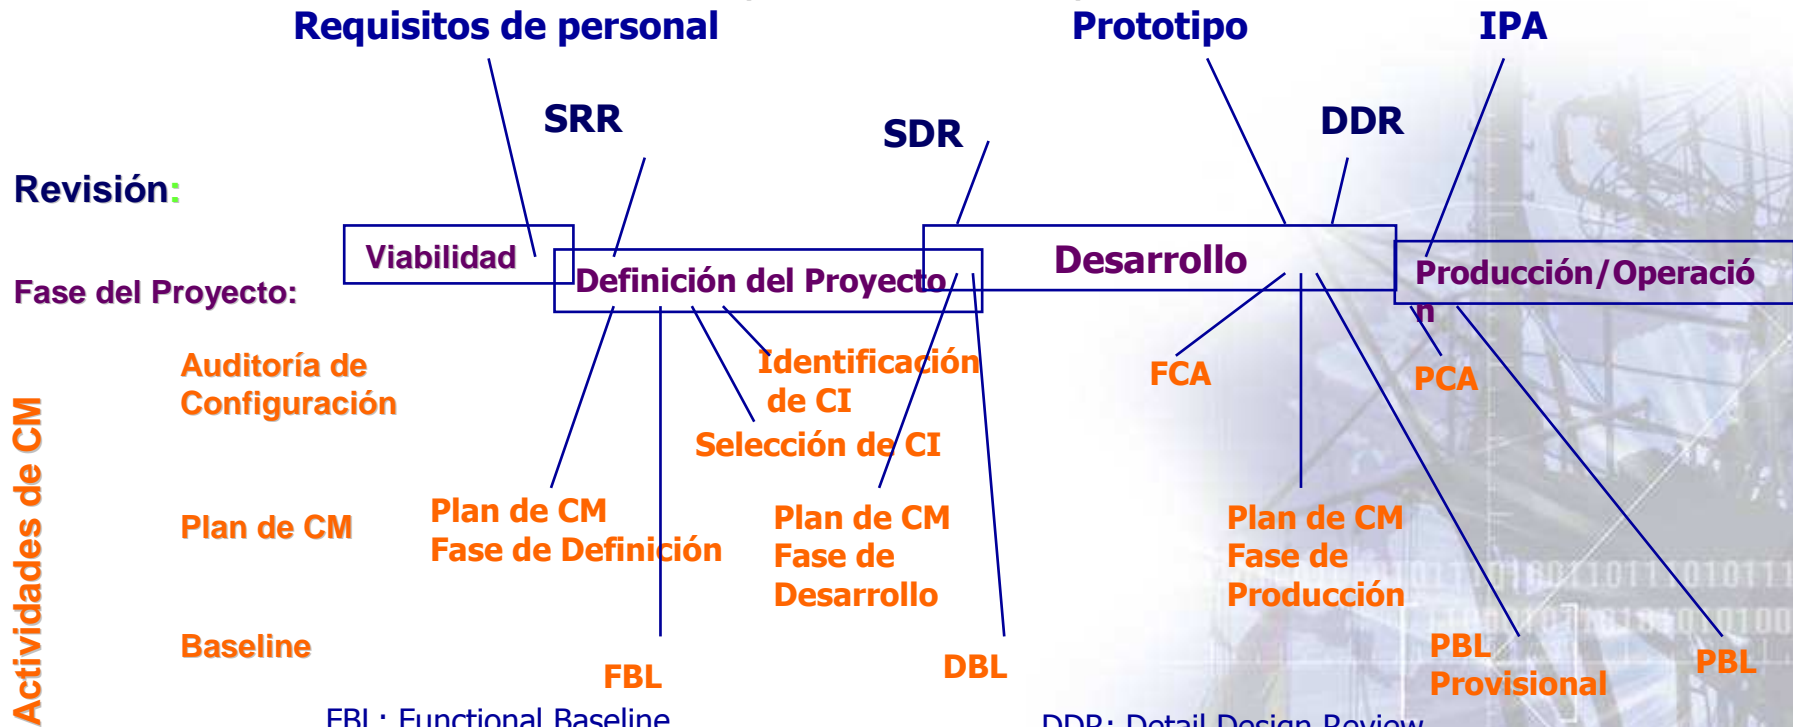 Requisitos de personal
Prototipo
IPA
SRR
SDR
DDR
Revisión:
Viabilidad
Definición del Proyecto
Desarrollo
Producción/Operació
n
Fase del Proyecto:
Auditoría de
Configuración
Identificación
de CI
Selección de CI
FCA
PCA
Actividades de CM
Plan de CM
Plan de CM
Fase de Definición
Plan de CM
Fase de
Desarrollo
Plan de CM
Fase de
Producción
Baseline
FBL
DBL
PBL
Provisional
PBL
FBL: Functional Baseline
DDR: Detail Design Review